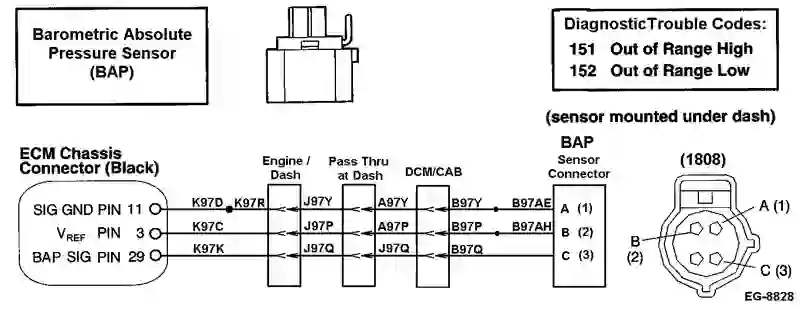 Barometric Absolute
Pressure Sensor
(BAP)
DiagnosticTrouble Codes:
151 Out of Range High
152 Out of Range Low
(sensor mounted under dash)
ECM Chassis
Connector (Black)
Engine /
Dash
Pass Thru
at Dash
DCM/CAB
BAP
Sensor
Connector
(1808)
SIG GND PIN 11 K97D K97R J97Y A97Y B97Y B97AE A (1)
VREF PIN 3 K97C J97P A97P B97P B97AH B (2)
BAP SIG PIN 29 K97K J97Q J97Q B97Q C (3)
A (1)
B
(2)
C (3)
EG-8828